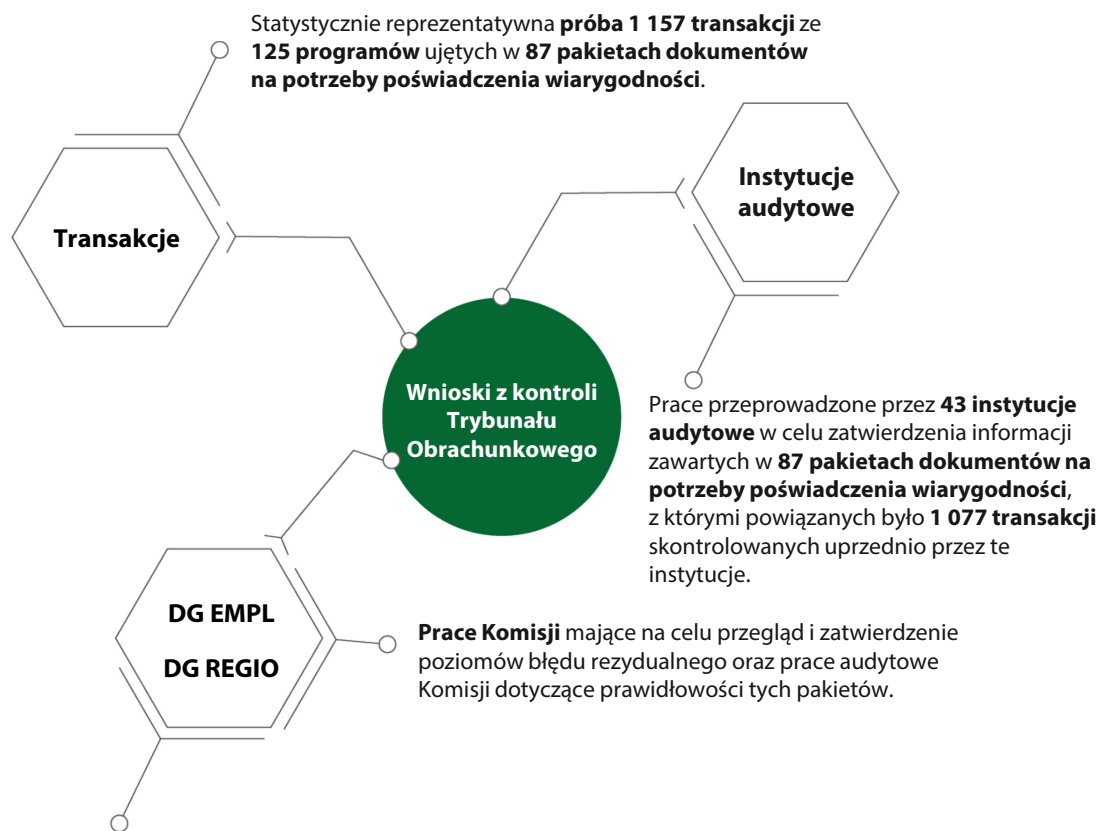 Statystycznie reprezentatywna próba 1 157 transakcji ze
125 programów ujętych w 87 pakietach dokumentów
na potrzeby poświadczenia wiarygodności.
Transakcje
Instytucje
audytowe
Wnioski z kontroli
Trybunału
Obrachunkowego
Prace przeprowadzone przez 43 instytucje
audytowe w celu zatwierdzenia informacji
zawartych w 87 pakietach dokumentów na
potrzeby poświadczenia wiarygodności,
z którymi powiązanych było 1 077 transakcji
skontrolowanych uprzednio przez te
instytucje.
DG EMPL
DG REGIO
Prace Komisji mające na celu przegląd i zatwierdzenie
poziomów błędu rezydualnego oraz prace audytowe
Komisji dotyczące prawidłowości tych pakietów.